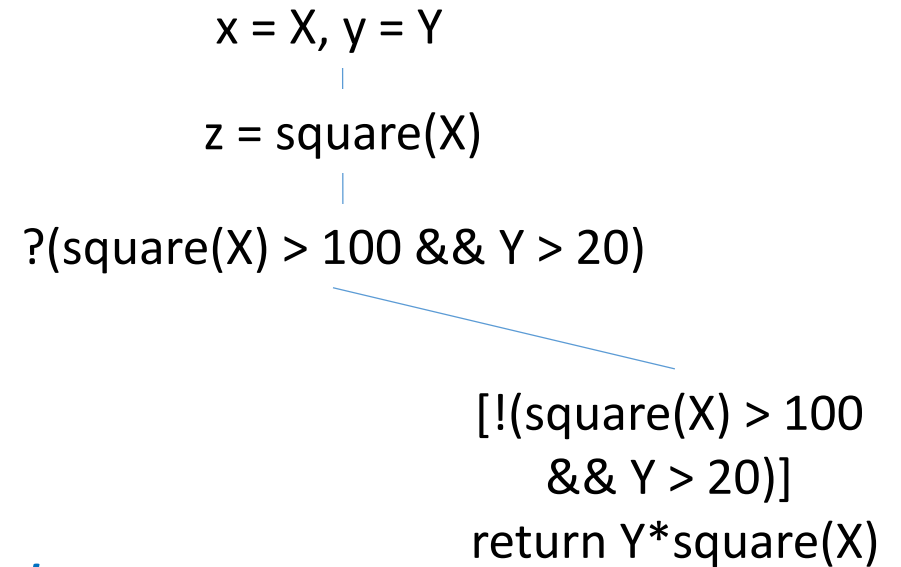 x = X, y = Y
z = square(X)
?(square(X) > 100 && Y > 20)
[!(square(X) > 100
&& Y > 20)]
return Y*square(X)